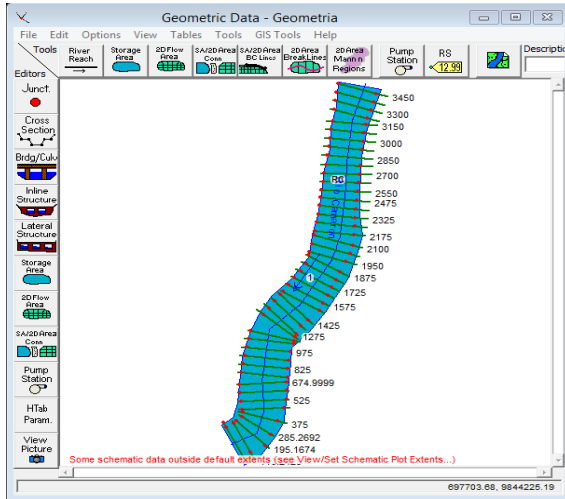 Geometric Data - Geometria
File Edit Options View Tables Tools GIS Tools Help
Tools
Editors
River
Reach
Storage
Area
2D Flow
Area
SA/2D Area
Conn
SA/2D Area
BC Lines
2D Area
BreakLines
2D Area
Mann n
Regions
Pump
Station
RS
12.99
Descriptio
Junct.
Cross
Section
Brdg/Culv
Inline
Structure
Lateral
Structure
Storage
Area
2D Flow
Area
SA/2D Area
Conn
Pump
Station
HTab
Param.
View
Picture
3450
3300
3150
3000
2850
2700
2550
2475
2325
2175
2100
1950
1875
1725
1575
1425
1275
975
825
674.9999
525
375
285.2692
195.1674
1
Some schematic data outside default extents (see View/Set Schematic Plot Extents...)
697703.68, 9844225.19